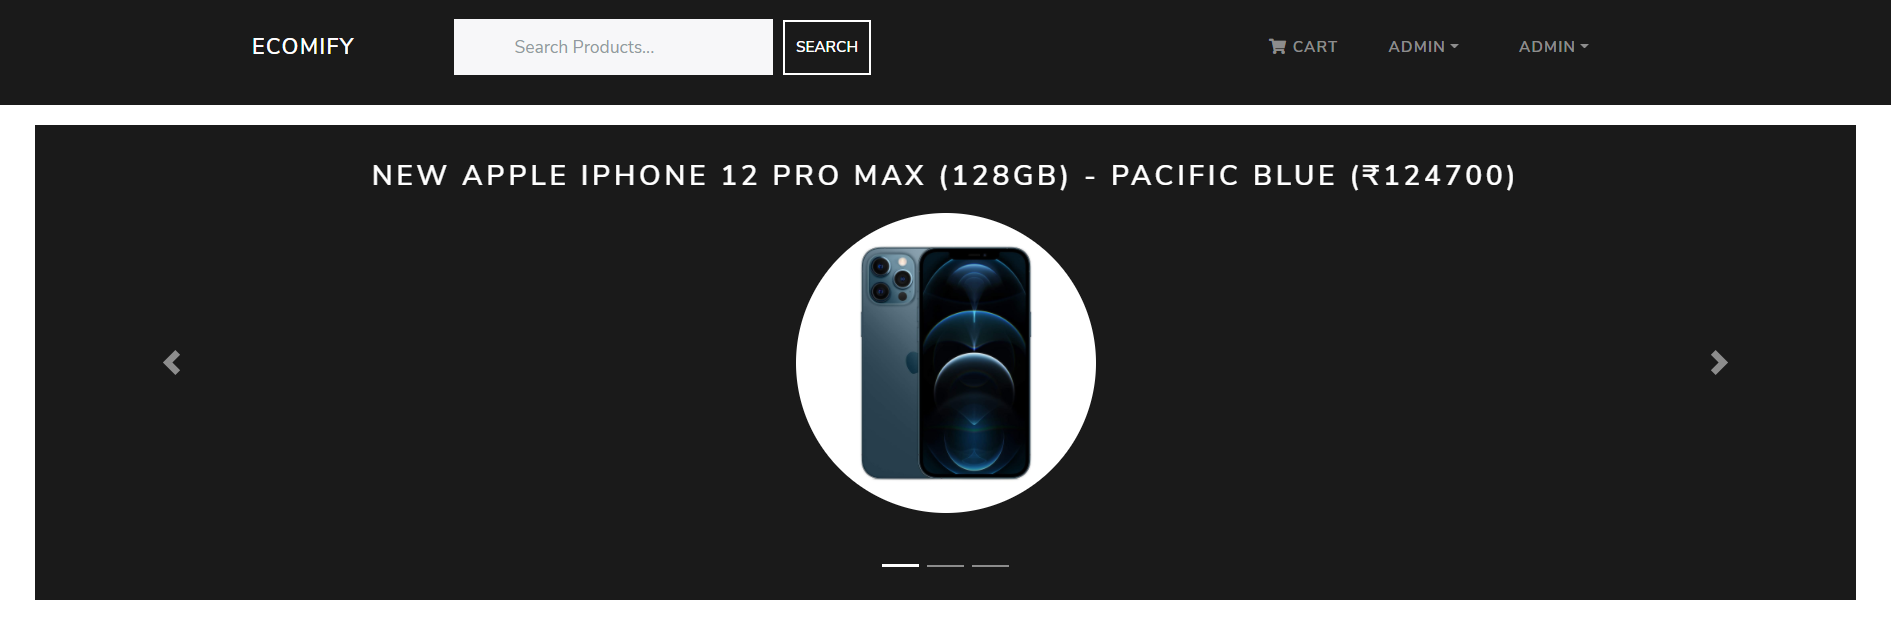 ECOMIFY
Search Products...
SEARCH
CART
ADMIN
ADMIN
NEW APPLE IPHONE 12 PRO MAX (128GB) - PACIFIC BLUE (₹124700)